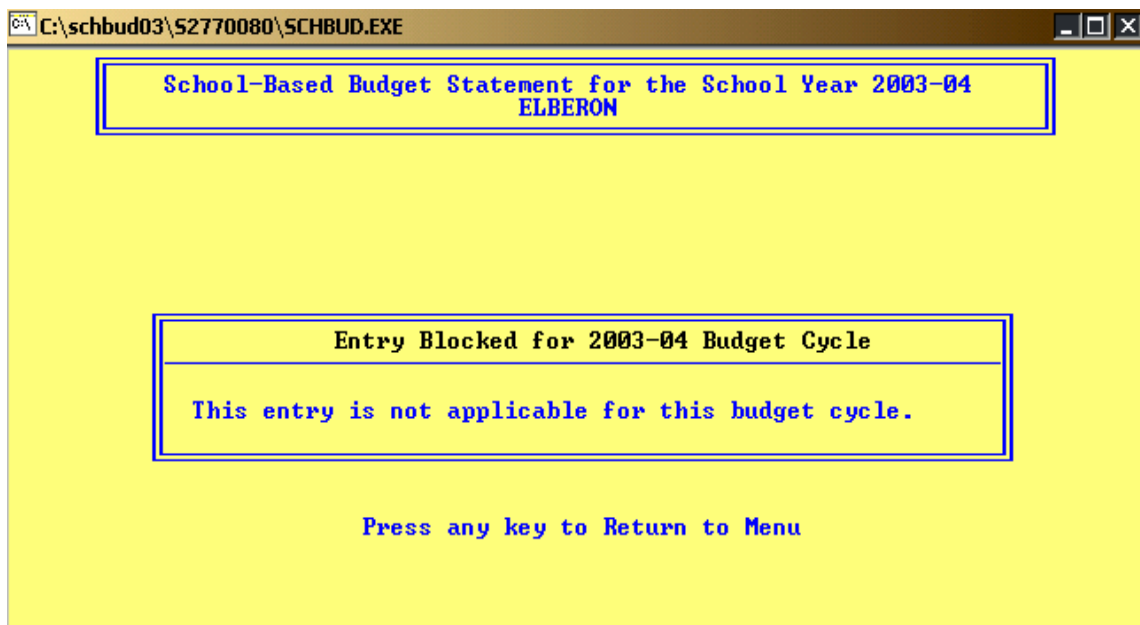 C:\schbud03\S2770080\SCHBUD.EXE
School-Based Budget Statement for the School Year 2003-04
ELBERON
Entry Blocked for 2003-04 Budget Cycle
This entry is not applicable for this budget cycle.
Press any key to Return to Menu